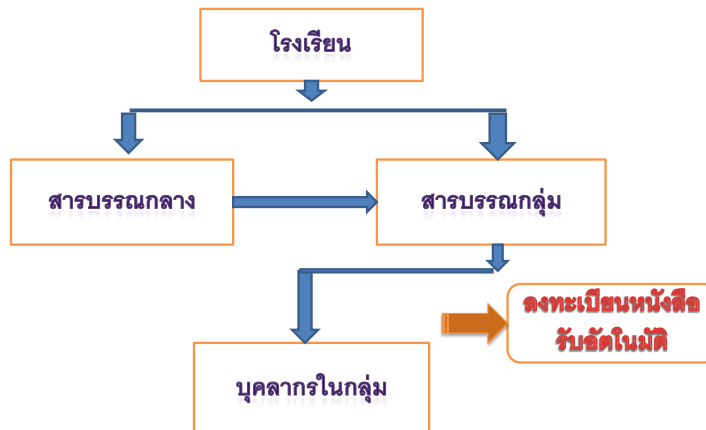 โรงเรียน
สารบรรณกลาง
สารบรรณกลุ่ม
ลงทะเบียนหนังสือ
รับอัตโนมัติ
บุคลากรในกลุ่ม